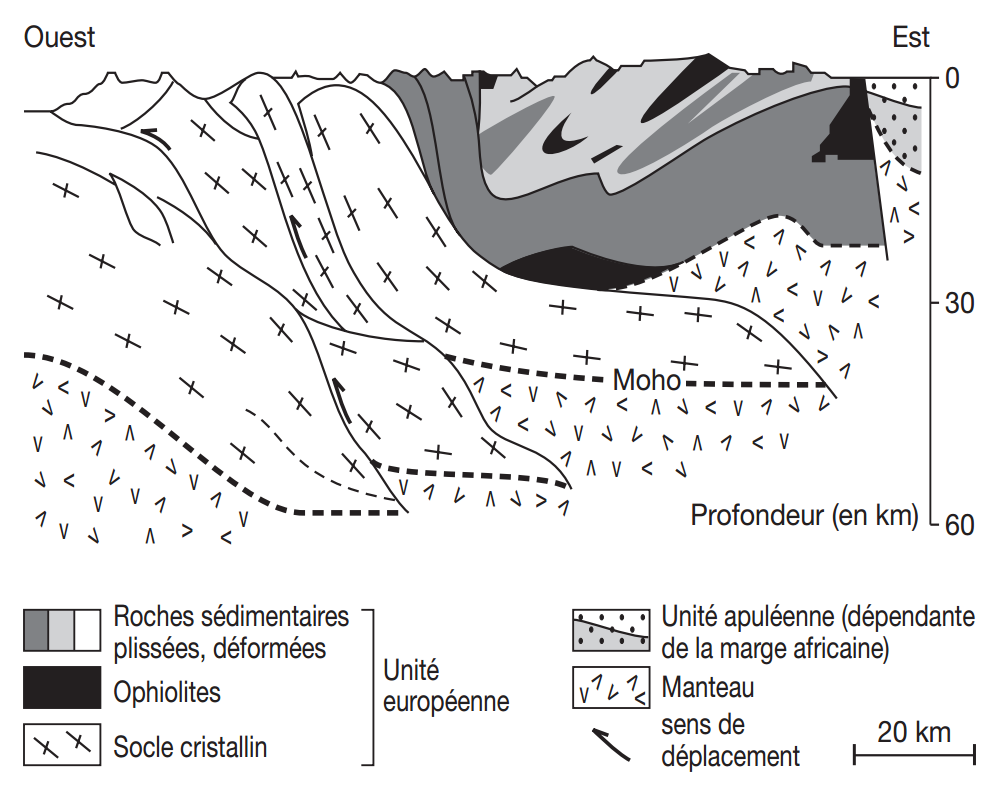 Ouest
Est
0
30
Moho
Profondeur (en km)
60
Roches sédimentaires
plissées, déformées
Ophiolites
Socle cristallin
Unité
européenne
Unité apuléenne (dépendante
de la marge africaine)
Manteau
sens de
déplacement
20 km